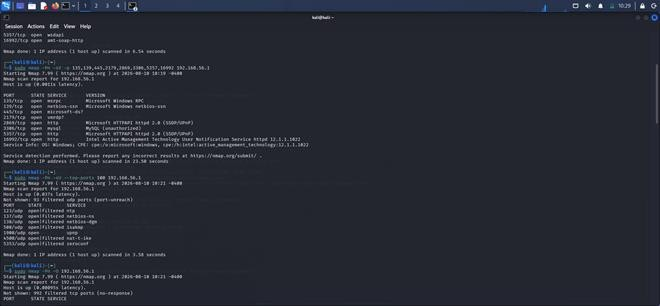 1 2 3 4
10:29
kali@kali: ~
Session Actions Edit View Help
5357/tcp open wsdapi
16992/tcp open amt-soap-http
Nmap done: 1 IP address (1 host up) scanned in 6.54 seconds
(kali㉿kali)-[~]
$ sudo nmap -Pn -sV -p 135,139,445,2179,2869,3306,5357,16992 192.168.56.1
Starting Nmap 7.99 ( https://nmap.org ) at 2026-08-10 10:19 -0400
Nmap scan report for 192.168.56.1
Host is up (0.0011s latency).
PORT STATE SERVICE VERSION
135/tcp open msrpc Microsoft Windows RPC
139/tcp open netbios-ssn Microsoft Windows netbios-ssn
445/tcp open microsoft-ds?
2179/tcp open vmrdp?
2869/tcp open http Microsoft HTTPAPI httpd 2.0 (SSDP/UPnP)
3306/tcp open mysql MySQL (unauthorized)
5357/tcp open http Microsoft HTTPAPI httpd 2.0 (SSDP/UPnP)
16992/tcp open http Intel Active Management Technology User Notification Service httpd 12.1.1.1022
Service Info: OS: Windows; CPE: cpe:/o:microsoft:windows, cpe:/h:intel:active_management_technology:12.1.1.1022
Service detection performed. Please report any incorrect results at https://nmap.org/submit/ .
Nmap done: 1 IP address (1 host up) scanned in 23.50 seconds
(kali㉿kali)-[~]
$ sudo nmap -Pn -sU --top-ports 100 192.168.56.1
Starting Nmap 7.99 ( https://nmap.org ) at 2026-08-10 10:21 -0400
Nmap scan report for 192.168.56.1
Host is up (0.037s latency).
Not shown: 93 filtered udp ports (port-unreach)
PORT STATE SERVICE
123/udp open|filtered ntp
137/udp open|filtered netbios-ns
138/udp open|filtered netbios-dgm
500/udp open|filtered isakmp
1900/udp open upnp
4500/udp open|filtered nat-t-ike
5353/udp open|filtered zeroconf
Nmap done: 1 IP address (1 host up) scanned in 3.58 seconds
(kali㉿kali)-[~]
$ sudo nmap -Pn -O 192.168.56.1
Starting Nmap 7.99 ( https://nmap.org ) at 2026-08-10 10:21 -0400
Nmap scan report for 192.168.56.1
Host is up (0.00095s latency).
Not shown: 992 filtered tcp ports (no-response)
PORT STATE SERVICE